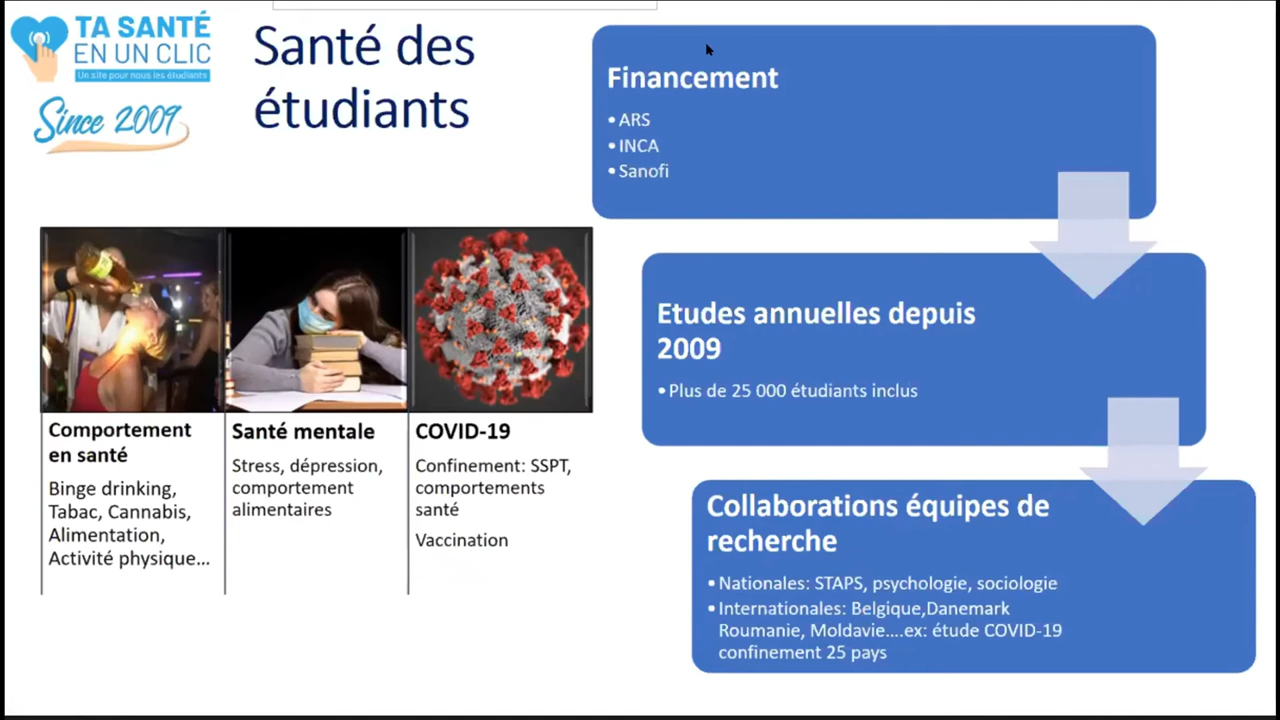 TA SANTÉ
EN UN CLIC
Un site pour nous les étudiants
Since 2009
Santé des
étudiants
Comportement
en santé
Binge drinking,
Tabac, Cannabis,
Alimentation,
Activité physique...
Santé mentale
Stress, dépression,
comportement
alimentaires
COVID-19
Confinement: SSPT,
comportements
santé
Vaccination
Financement
• ARS
• INCA
• Sanofi
Etudes annuelles depuis
2009
• Plus de 25 000 étudiants inclus
Collaborations équipes de
recherche
• Nationales: STAPS, psychologie, sociologie
• Internationales: Belgique,Danemark
Roumanie, Moldavie....ex: étude COVID-19
confinement 25 pays